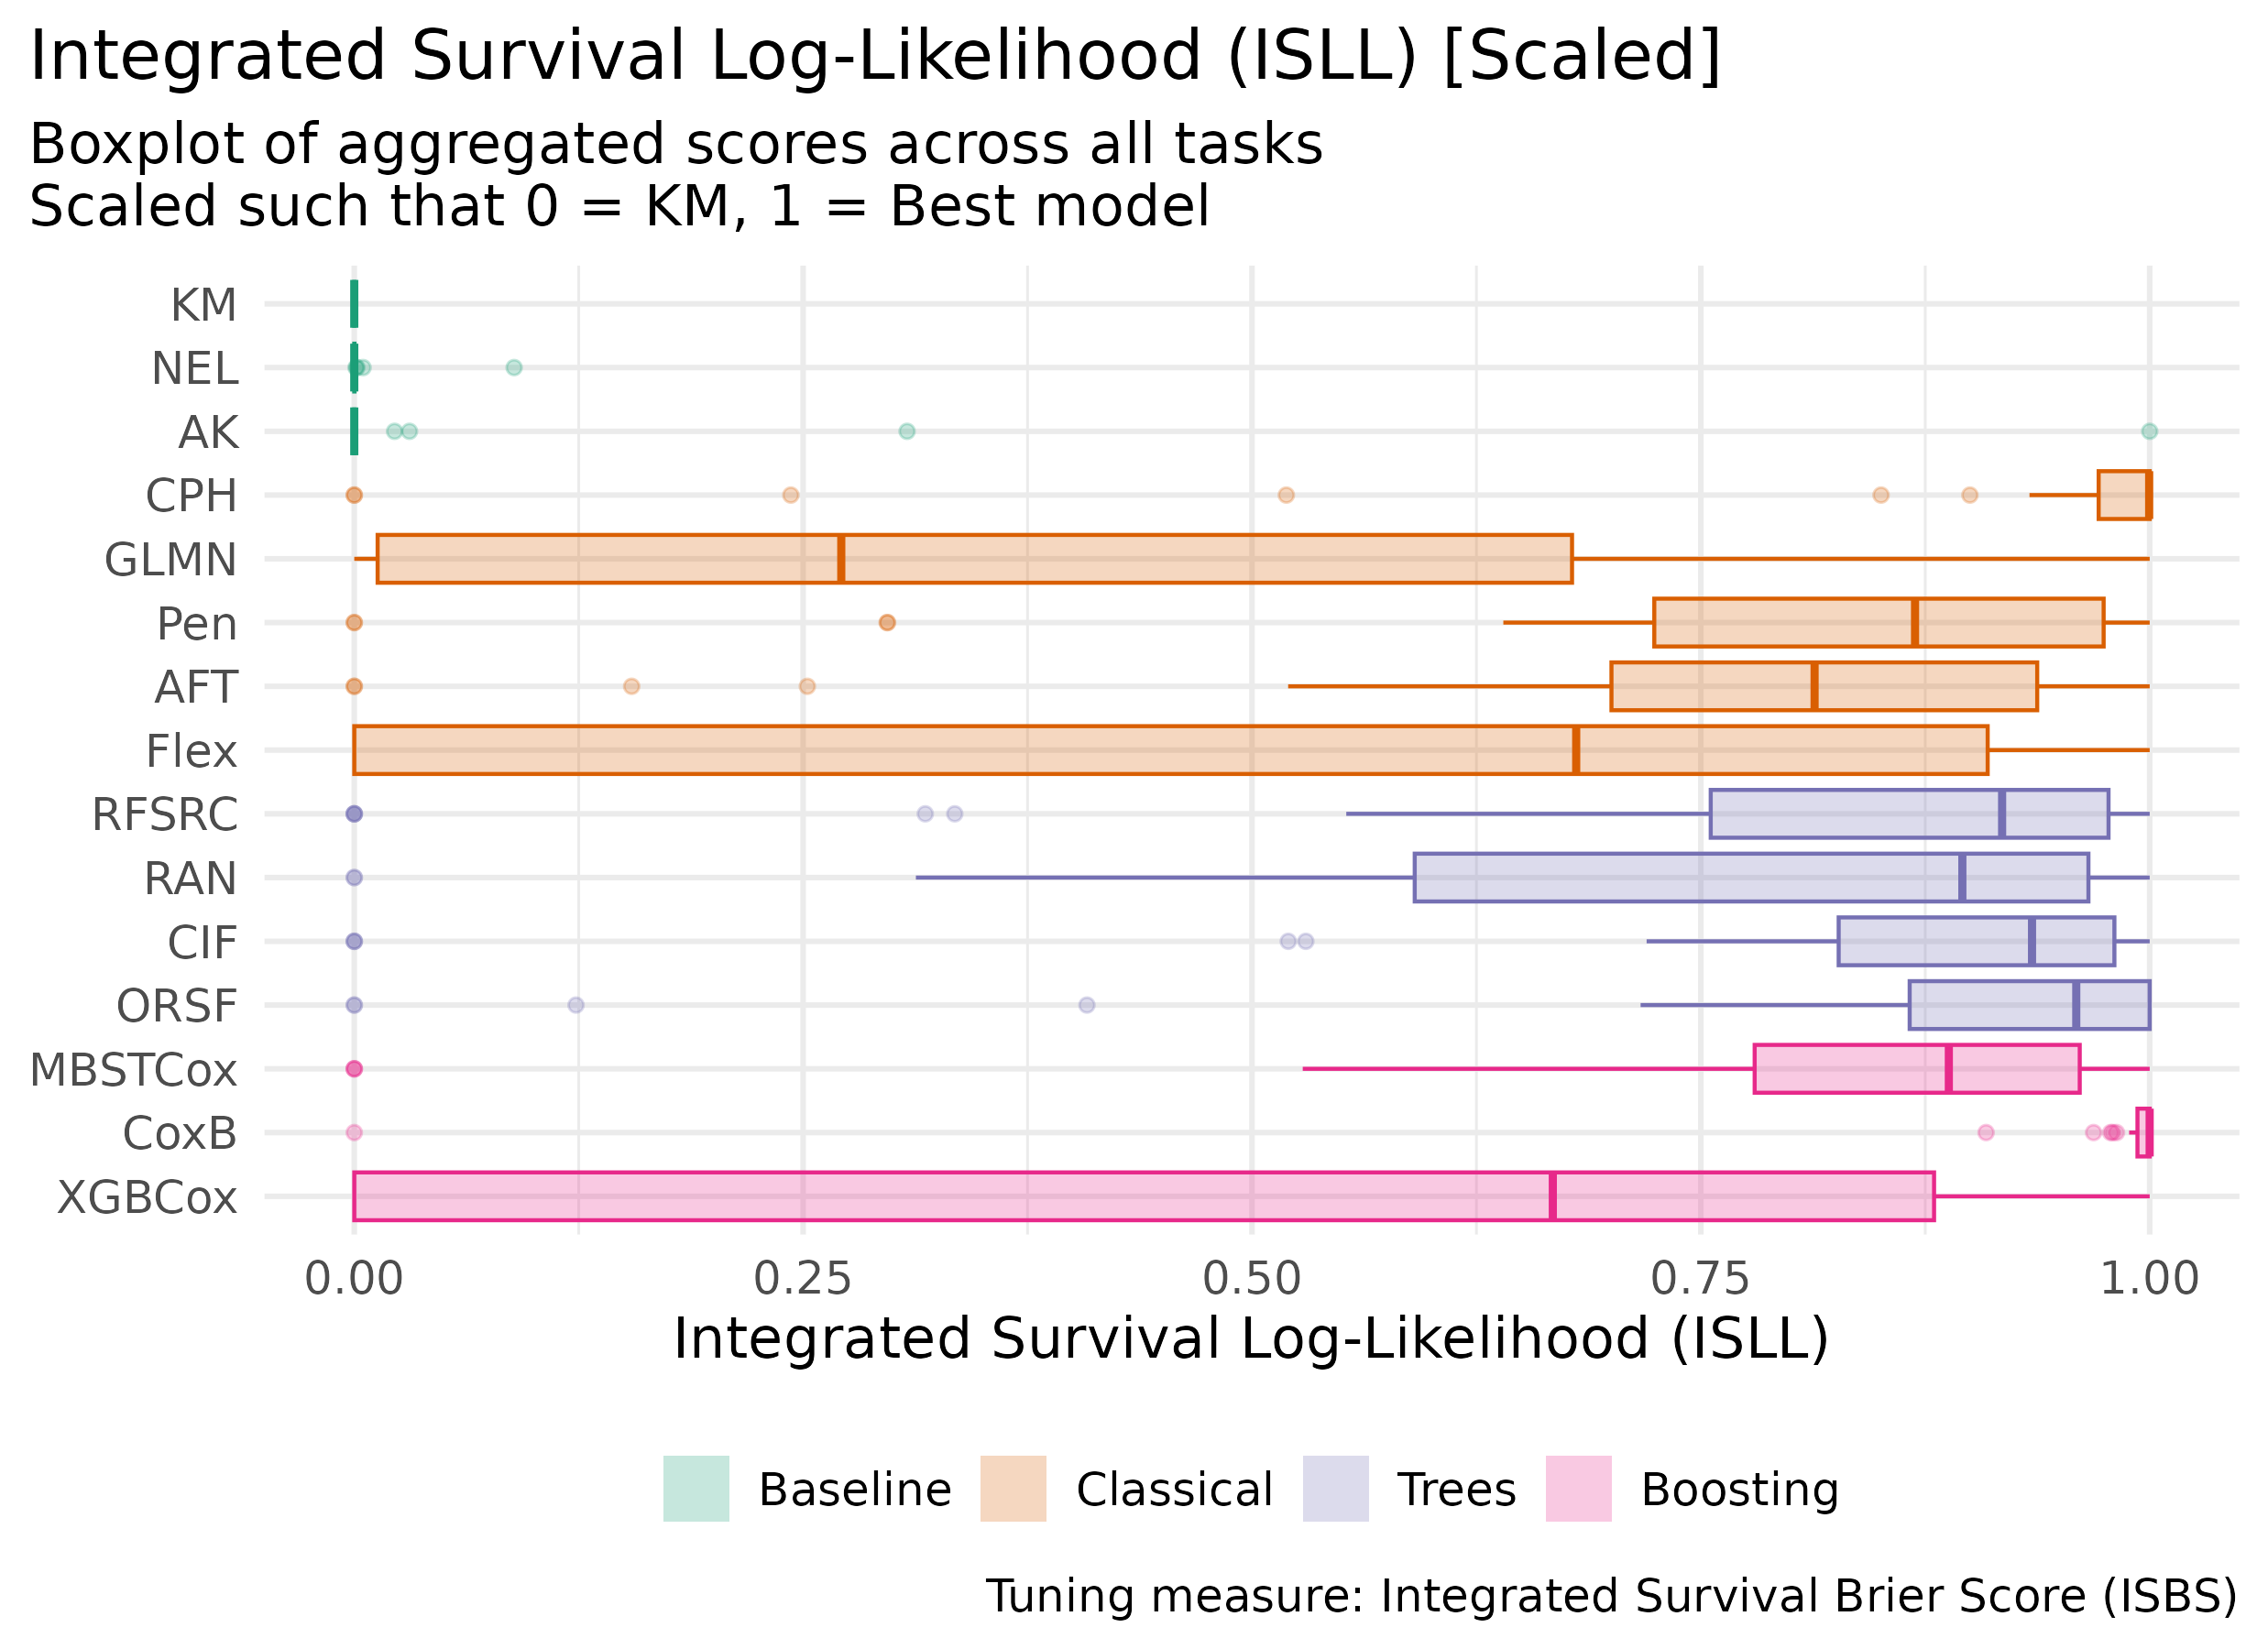 Integrated Survival Log-Likelihood (ISLL) [Scaled]
Boxplot of aggregated scores across all tasks
Scaled such that 0 = KM, 1 = Best model
KM
NEL
AK
CPH
GLMN
Pen
AFT
Flex
RFSRC
RAN
CIF
ORSF
MBSTCox
CoxB
XGBCox
0.00 0.25 0.50 0.75 1.00
Integrated Survival Log-Likelihood (ISLL)
Baseline Classical Trees Boosting
Tuning measure: Integrated Survival Brier Score (ISBS)